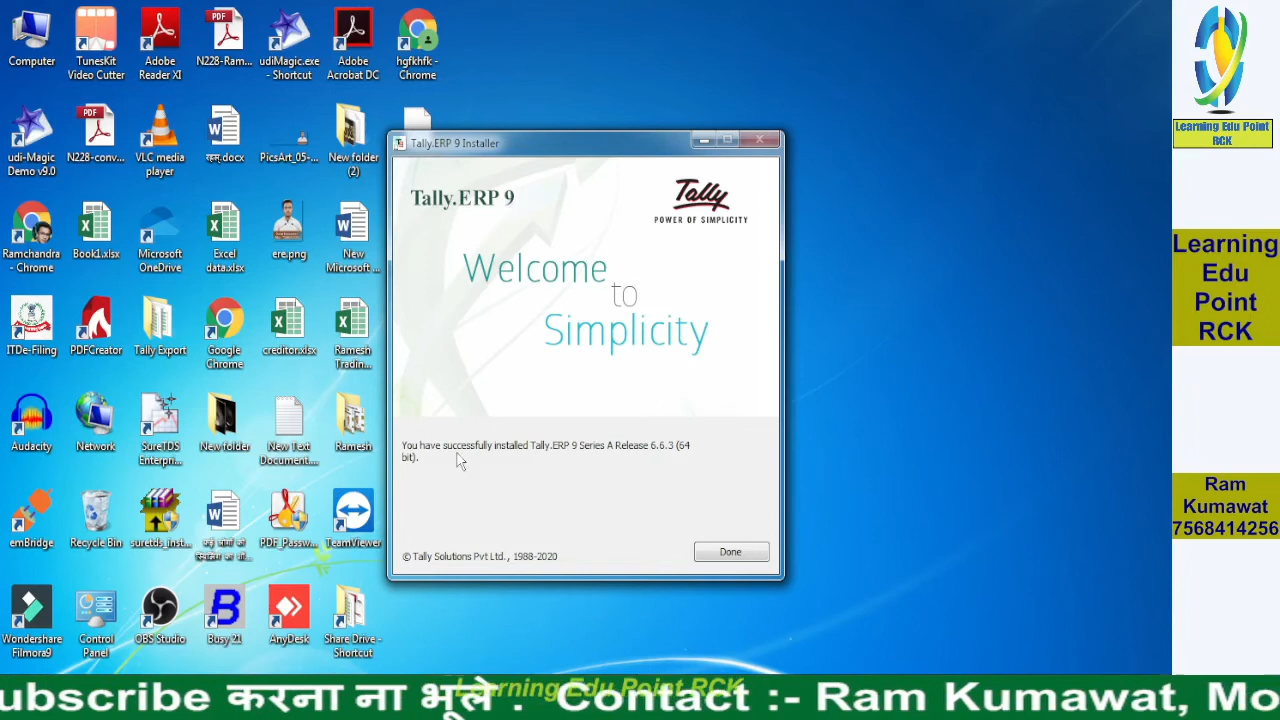 Computer
TunesKit
Video Cutter
Adobe
Reader XI
PDF
N228-Ram...
udiMagic.exe
- Shortcut
Adobe
Acrobat DC
hgfkhfk -
Chrome
udi-Magic
Demo v9.0
PDF
N228-conv...
VLC media
player
PicsArt_05-...
New folder
(2)
Ramchandra
- Chrome
Book1.xlsx
Microsoft
OneDrive
Excel
data.xlsx
ere.png
New
Microsoft ...
ITDe-Filing
PDFCreator
Tally Export
Google
Chrome
creditor.xlsx
Ramesh
Tradin...
Audacity
Network
SureTDS
Enterpri...
New folder
New Text
Document....
Ramesh
emBridge
Recycle Bin
suretds_inst...
PDF_Passw...
TeamViewer
Wondershare
Filmora9
Control
Panel
OBS Studio
Busy 21
AnyDesk
Share Drive -
Shortcut
Tally.ERP 9 Installer
Tally.ERP 9
Tally
POWER OF SIMPLICITY
Welcome
to
Simplicity
You have successfully installed Tally.ERP 9 Series A Release 6.6.3 (64
bit).
© Tally Solutions Pvt Ltd., 1988-2020
Done
Learning Edu Point
RCK
Learning
Edu
Point
RCK
Ram
Kumawat
7568414256
Learning Edu Point RCK
ubscribe करना ना भूले . Contact :- Ram Kumawat, Mo